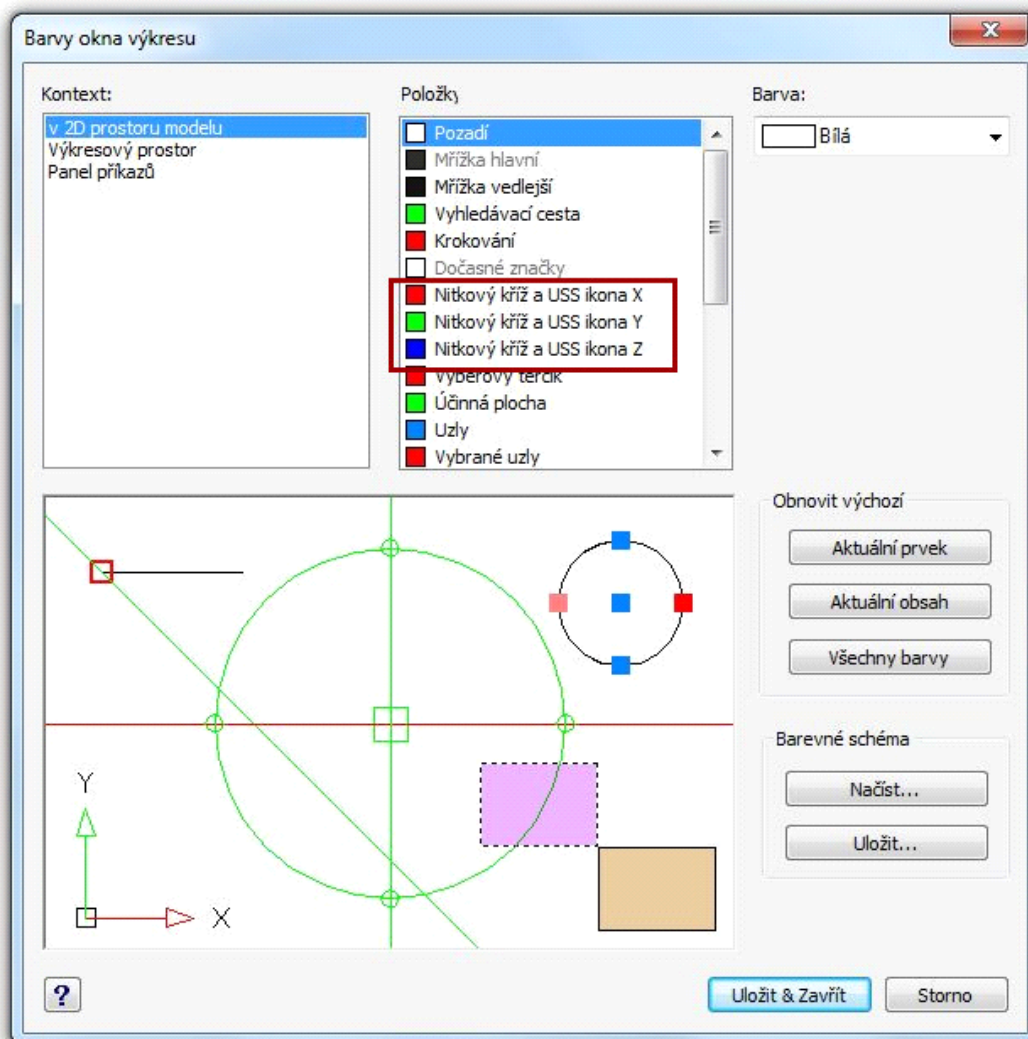 Barvy okna výkresu
Kontext:
v 2D prostoru modelu
Výkresový prostor
Panel příkazů
Položky
Pozadí
Mřížka hlavní
Mřížka vedlejší
Vyhledávací cesta
Krokování
Dočasné značky
Nitkový kříž a USS ikona X
Nitkový kříž a USS ikona Y
Nitkový kříž a USS ikona Z
Výběrový terčík
Účinná plocha
Uzly
Vybrané uzly
Barva:
Bílá
Y
X
Obnovit výchozí
Aktuální prvek
Aktuální obsah
Všechny barvy
Barevné schéma
Načíst...
Uložit...
?
Uložit & Zavřít
Storno